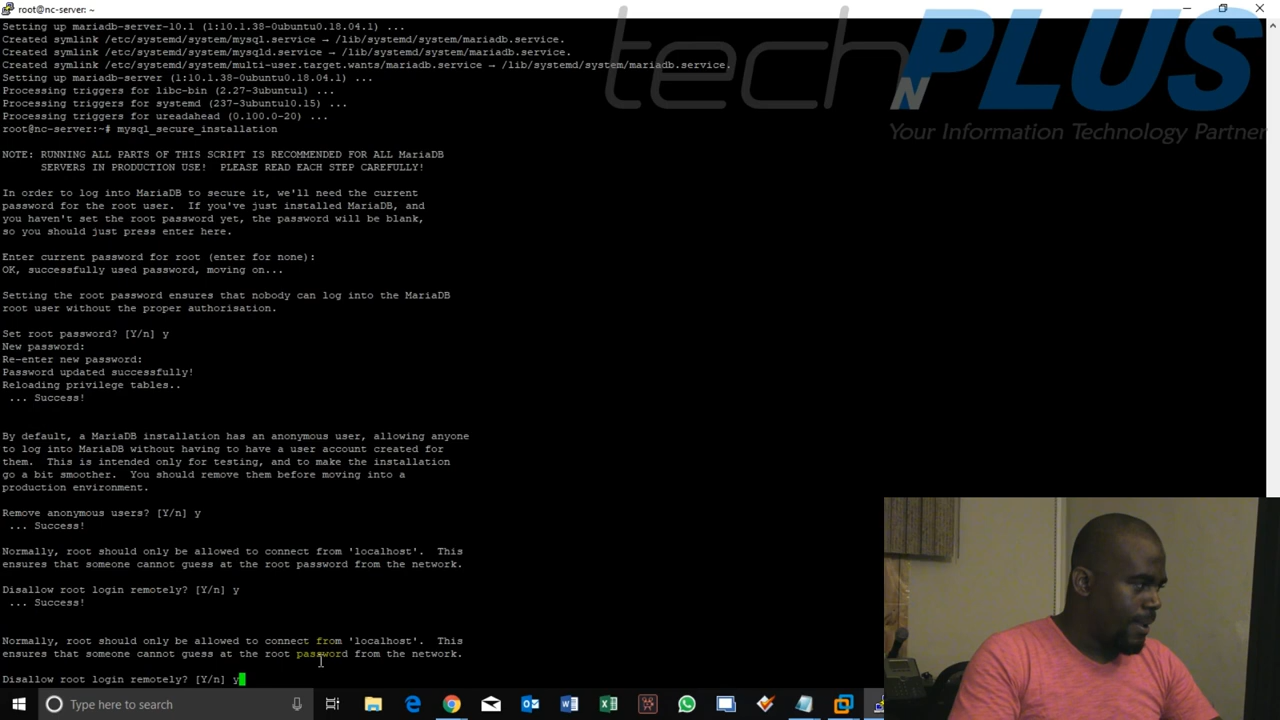 root@nc-server: ~
Setting up mariadb-server-10.1 (1:10.1.38-0ubuntu0.18.04.1) ...
Created symlink /etc/systemd/system/mysql.service → /lib/systemd/system/mariadb.service.
Created symlink /etc/systemd/system/mysqld.service → /lib/systemd/system/mariadb.service.
Created symlink /etc/systemd/system/multi-user.target.wants/mariadb.service → /lib/systemd/system/mariadb.service.
Setting up mariadb-server (1:10.1.38-0ubuntu0.18.04.1) ...
Processing triggers for libc-bin (2.27-3ubuntu1) ...
Processing triggers for systemd (237-3ubuntu10.15) ...
Processing triggers for ureadahead (0.100.0-20) ...
root@nc-server:~# mysql_secure_installation
NOTE: RUNNING ALL PARTS OF THIS SCRIPT IS RECOMMENDED FOR ALL MariaDB
SERVERS IN PRODUCTION USE!  PLEASE READ EACH STEP CAREFULLY!
In order to log into MariaDB to secure it, we'll need the current
password for the root user.  If you've just installed MariaDB, and
you haven't set the root password yet, the password will be blank,
so you should just press enter here.
Enter current password for root (enter for none):
OK, successfully used password, moving on...
Setting the root password ensures that nobody can log into the MariaDB
root user without the proper authorisation.
Set root password? [Y/n] y
New password:
Re-enter new password:
Password updated successfully!
Reloading privilege tables..
... Success!
By default, a MariaDB installation has an anonymous user, allowing anyone
to log into MariaDB without having to have a user account created for
them.  This is intended only for testing, and to make the installation
go a bit smoother.  You should remove them before moving into a
production environment.
Remove anonymous users? [Y/n] y
... Success!
Normally, root should only be allowed to connect from 'localhost'.  This
ensures that someone cannot guess at the root password from the network.
Disallow root login remotely? [Y/n] y
... Success!
Normally, root should only be allowed to connect from 'localhost'.  This
ensures that someone cannot guess at the root password from the network.
Disallow root login remotely? [Y/n] y
tech N PLUS
Your Information Technology Partner
Type here to search